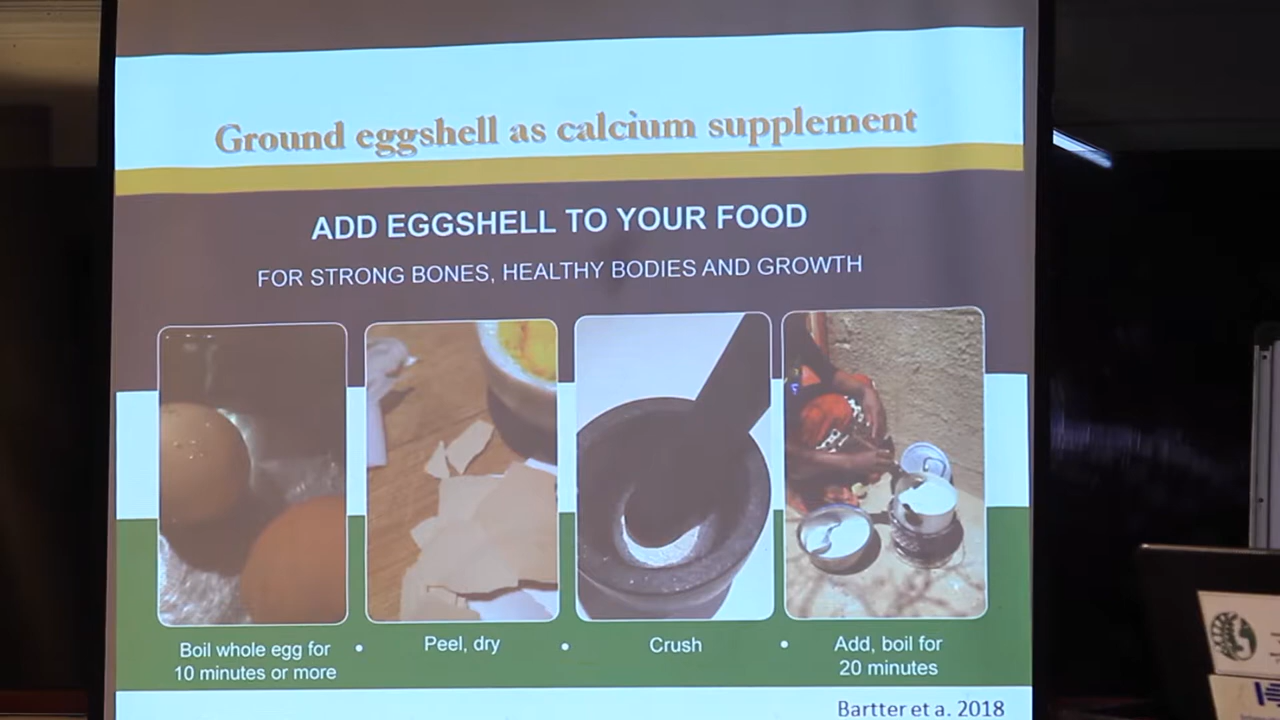 Ground eggshell as calcium supplement
ADD EGGSHELL TO YOUR FOOD
FOR STRONG BONES, HEALTHY BODIES AND GROWTH
Boil whole egg for
10 minutes or more
• Peel, dry
• Crush
• Add, boil for
20 minutes
Bartter et a. 2018